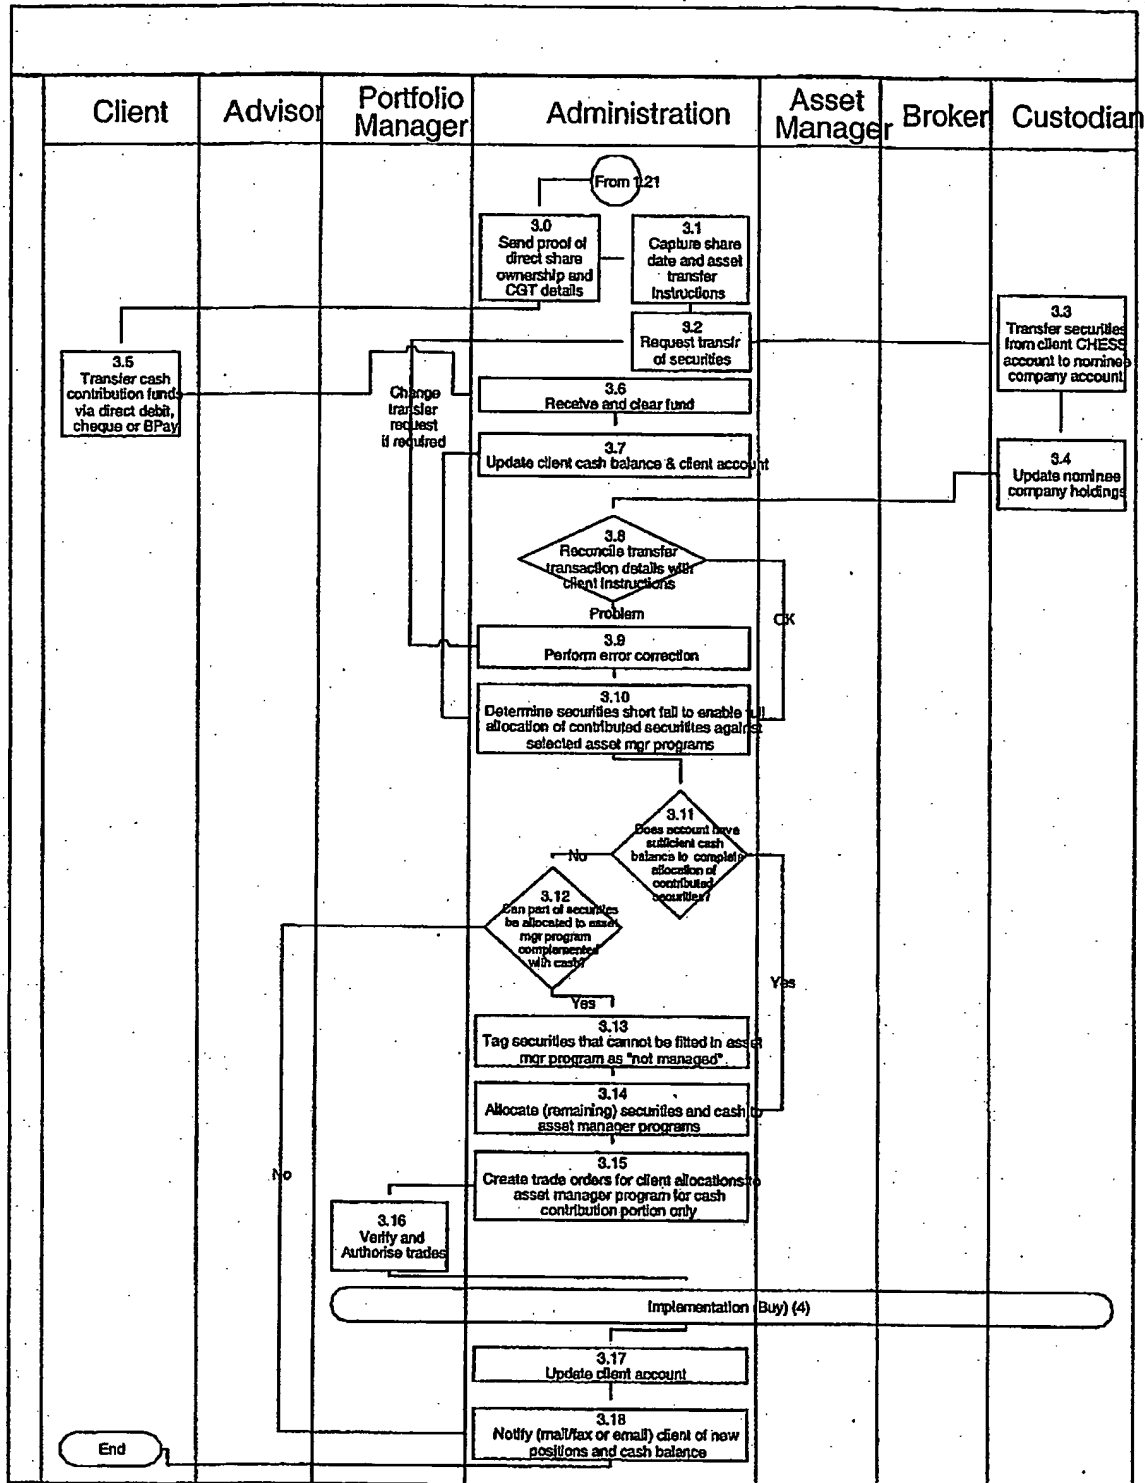 Client
Advisor
Portfolio
Manager
Administration
Asset
Manager
Broker
Custodian
From 1.21
3.0
Send proof of
direct share
ownership and
CGT details
3.1
Capture share
date and asset
transfer
Instructions
3.2
Request transfr
of securities
3.3
Transfer securities
from client CHESS
account to nominee
company account
3.5
Transfer cash
contribution funds
via direct debit,
cheque or BPay
Change
transfer
request
if required
3.6
Receive and clear fund
3.7
Update client cash balance & client account
3.4
Update nominee
company holdings
3.8
Reconcile transfer
transaction details with
client Instructions
Problem
OK
3.9
Perform error correction
3.10
Determine securities short fall to enable full
allocation of contributed securities against
selected asset mgr programs
3.11
Does account have
sufficient cash
balance to complete
allocation of
contributed
securities?
No
3.12
Can part of securities
be allocated to asset
mgr program
complemented
with cash?
Yes
Yes
3.13
Tag securities that cannot be fitted in asset
mgr program as "not managed".
3.14
Allocate (remaining) securities and cash to
asset manager programs
No
3.15
Create trade orders for client allocations to
asset manager program for cash
contribution portion only
3.16
Verify and
Authorise trades
Implementation (Buy) (4)
3.17
Update client account
3.18
Notify (mail/fax or email) client of new
positions and cash balance
End